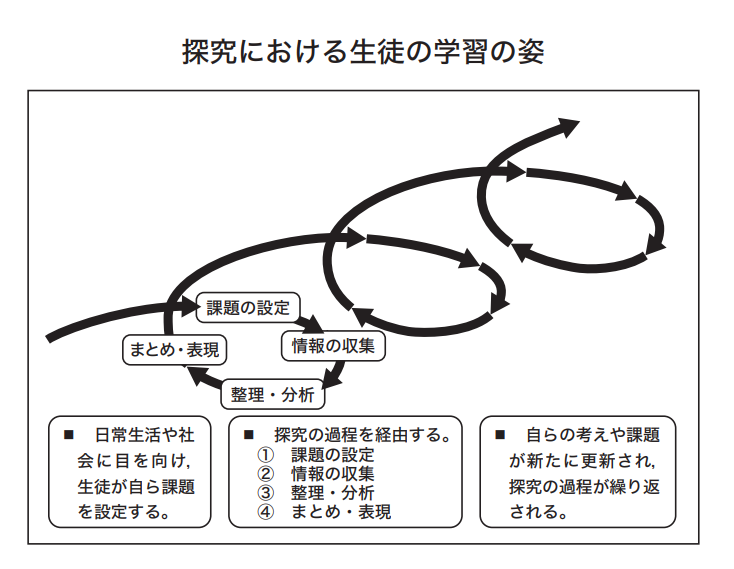 探究における生徒の学習の姿
課題の設定
情報の収集
まとめ・表現
整理・分析
■ 日常生活や社
会に目を向け,
生徒が自ら課題
を設定する。
■ 探究の過程を経由する。
① 課題の設定
② 情報の収集
③ 整理・分析
④ まとめ・表現
■ 自らの考えや課題
が新たに更新され,
探究の過程が繰り返
される。